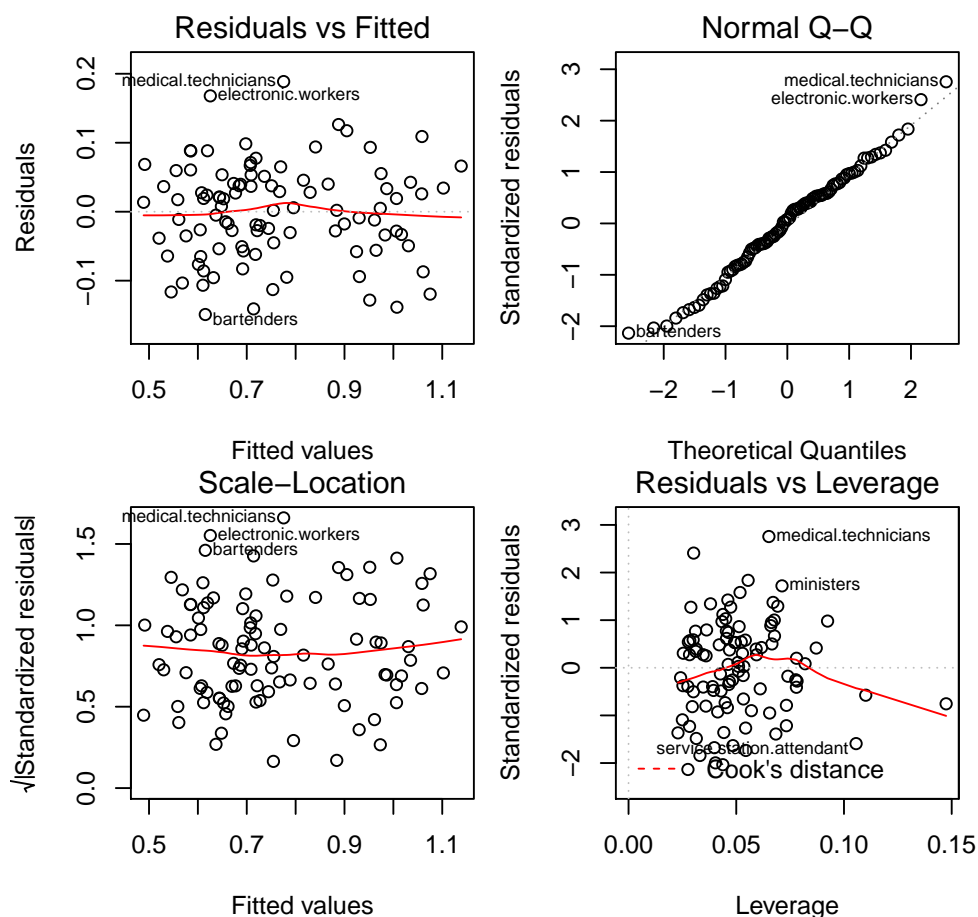 Residuals vs Fitted
Residuals
0.2
0.1
0.0
−0.1
medical.technicians
electronic.workers
bartenders
0.5 0.7 0.9 1.1
Fitted values
Normal Q−Q
Standardized residuals
3
2
1
0
−1
−2
medical.technicians
electronic.workers
bartenders
−2 −1 0 1 2
Theoretical Quantiles
Scale−Location
√|Standardized residuals|
1.5
1.0
0.5
0.0
medical.technicians
electronic.workers
bartenders
0.5 0.7 0.9 1.1
Fitted values
Residuals vs Leverage
Standardized residuals
3
2
1
0
−1
−2
medical.technicians
ministers
service.station.attendant
Cook's distance
0.00 0.05 0.10 0.15
Leverage